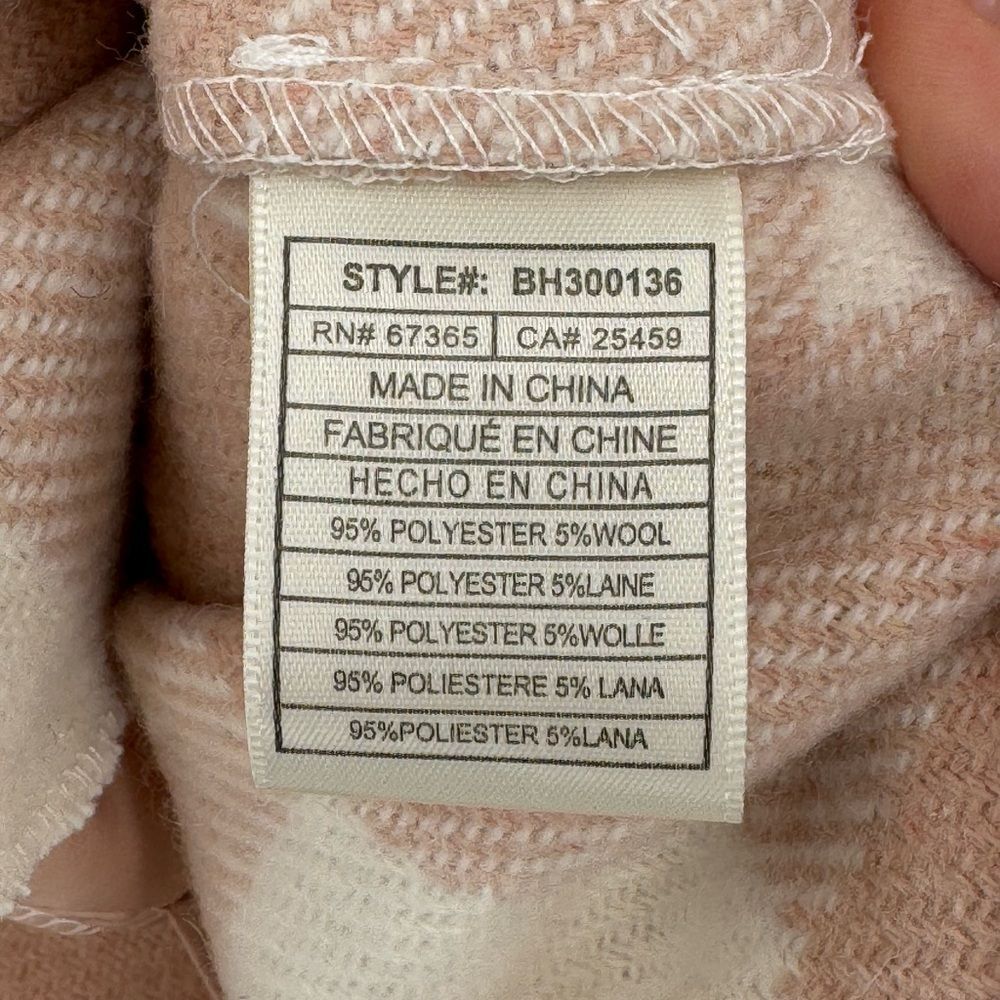 STYLE#: BH300136
RN# 67365 CA# 25459
MADE IN CHINA
FABRIQUÉ EN CHINE
HECHO EN CHINA
95% POLYESTER 5%WOOL
95% POLYESTER 5%LAINE
95% POLYESTER 5%WOLLE
95% POLIESTERE 5% LANA
95%POLIESTER 5%LANA